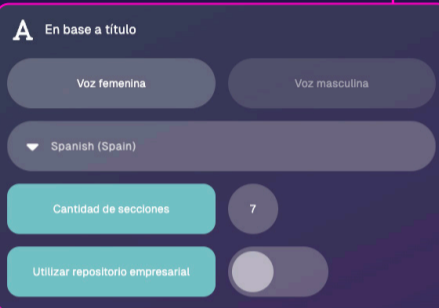 A En base a título
Voz femenina Voz masculina
Spanish (Spain)
Cantidad de secciones 7
Utilizar repositorio empresarial